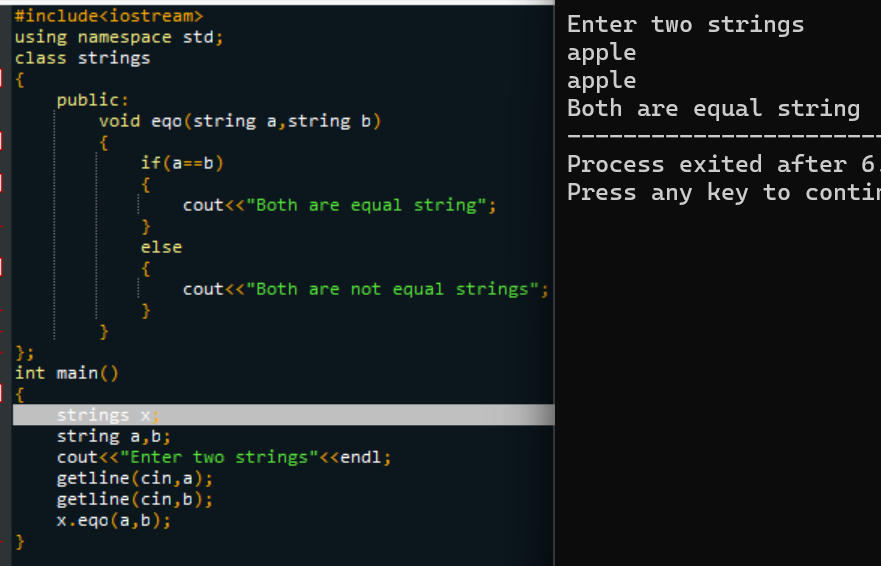 #include<iostream>
using namespace std;
class strings
{
public:
void eqo(string a,string b)
{
if(a==b)
{
cout<<"Both are equal string";
}
else
{
cout<<"Both are not equal strings";
}
}
};
int main()
{
strings x;
string a,b;
cout<<"Enter two strings"<<endl;
getline(cin,a);
getline(cin,b);
x.eqo(a,b);
}
Enter two strings
apple
apple
Both are equal string
--------------------------------
Process exited after 6.
Press any key to contin